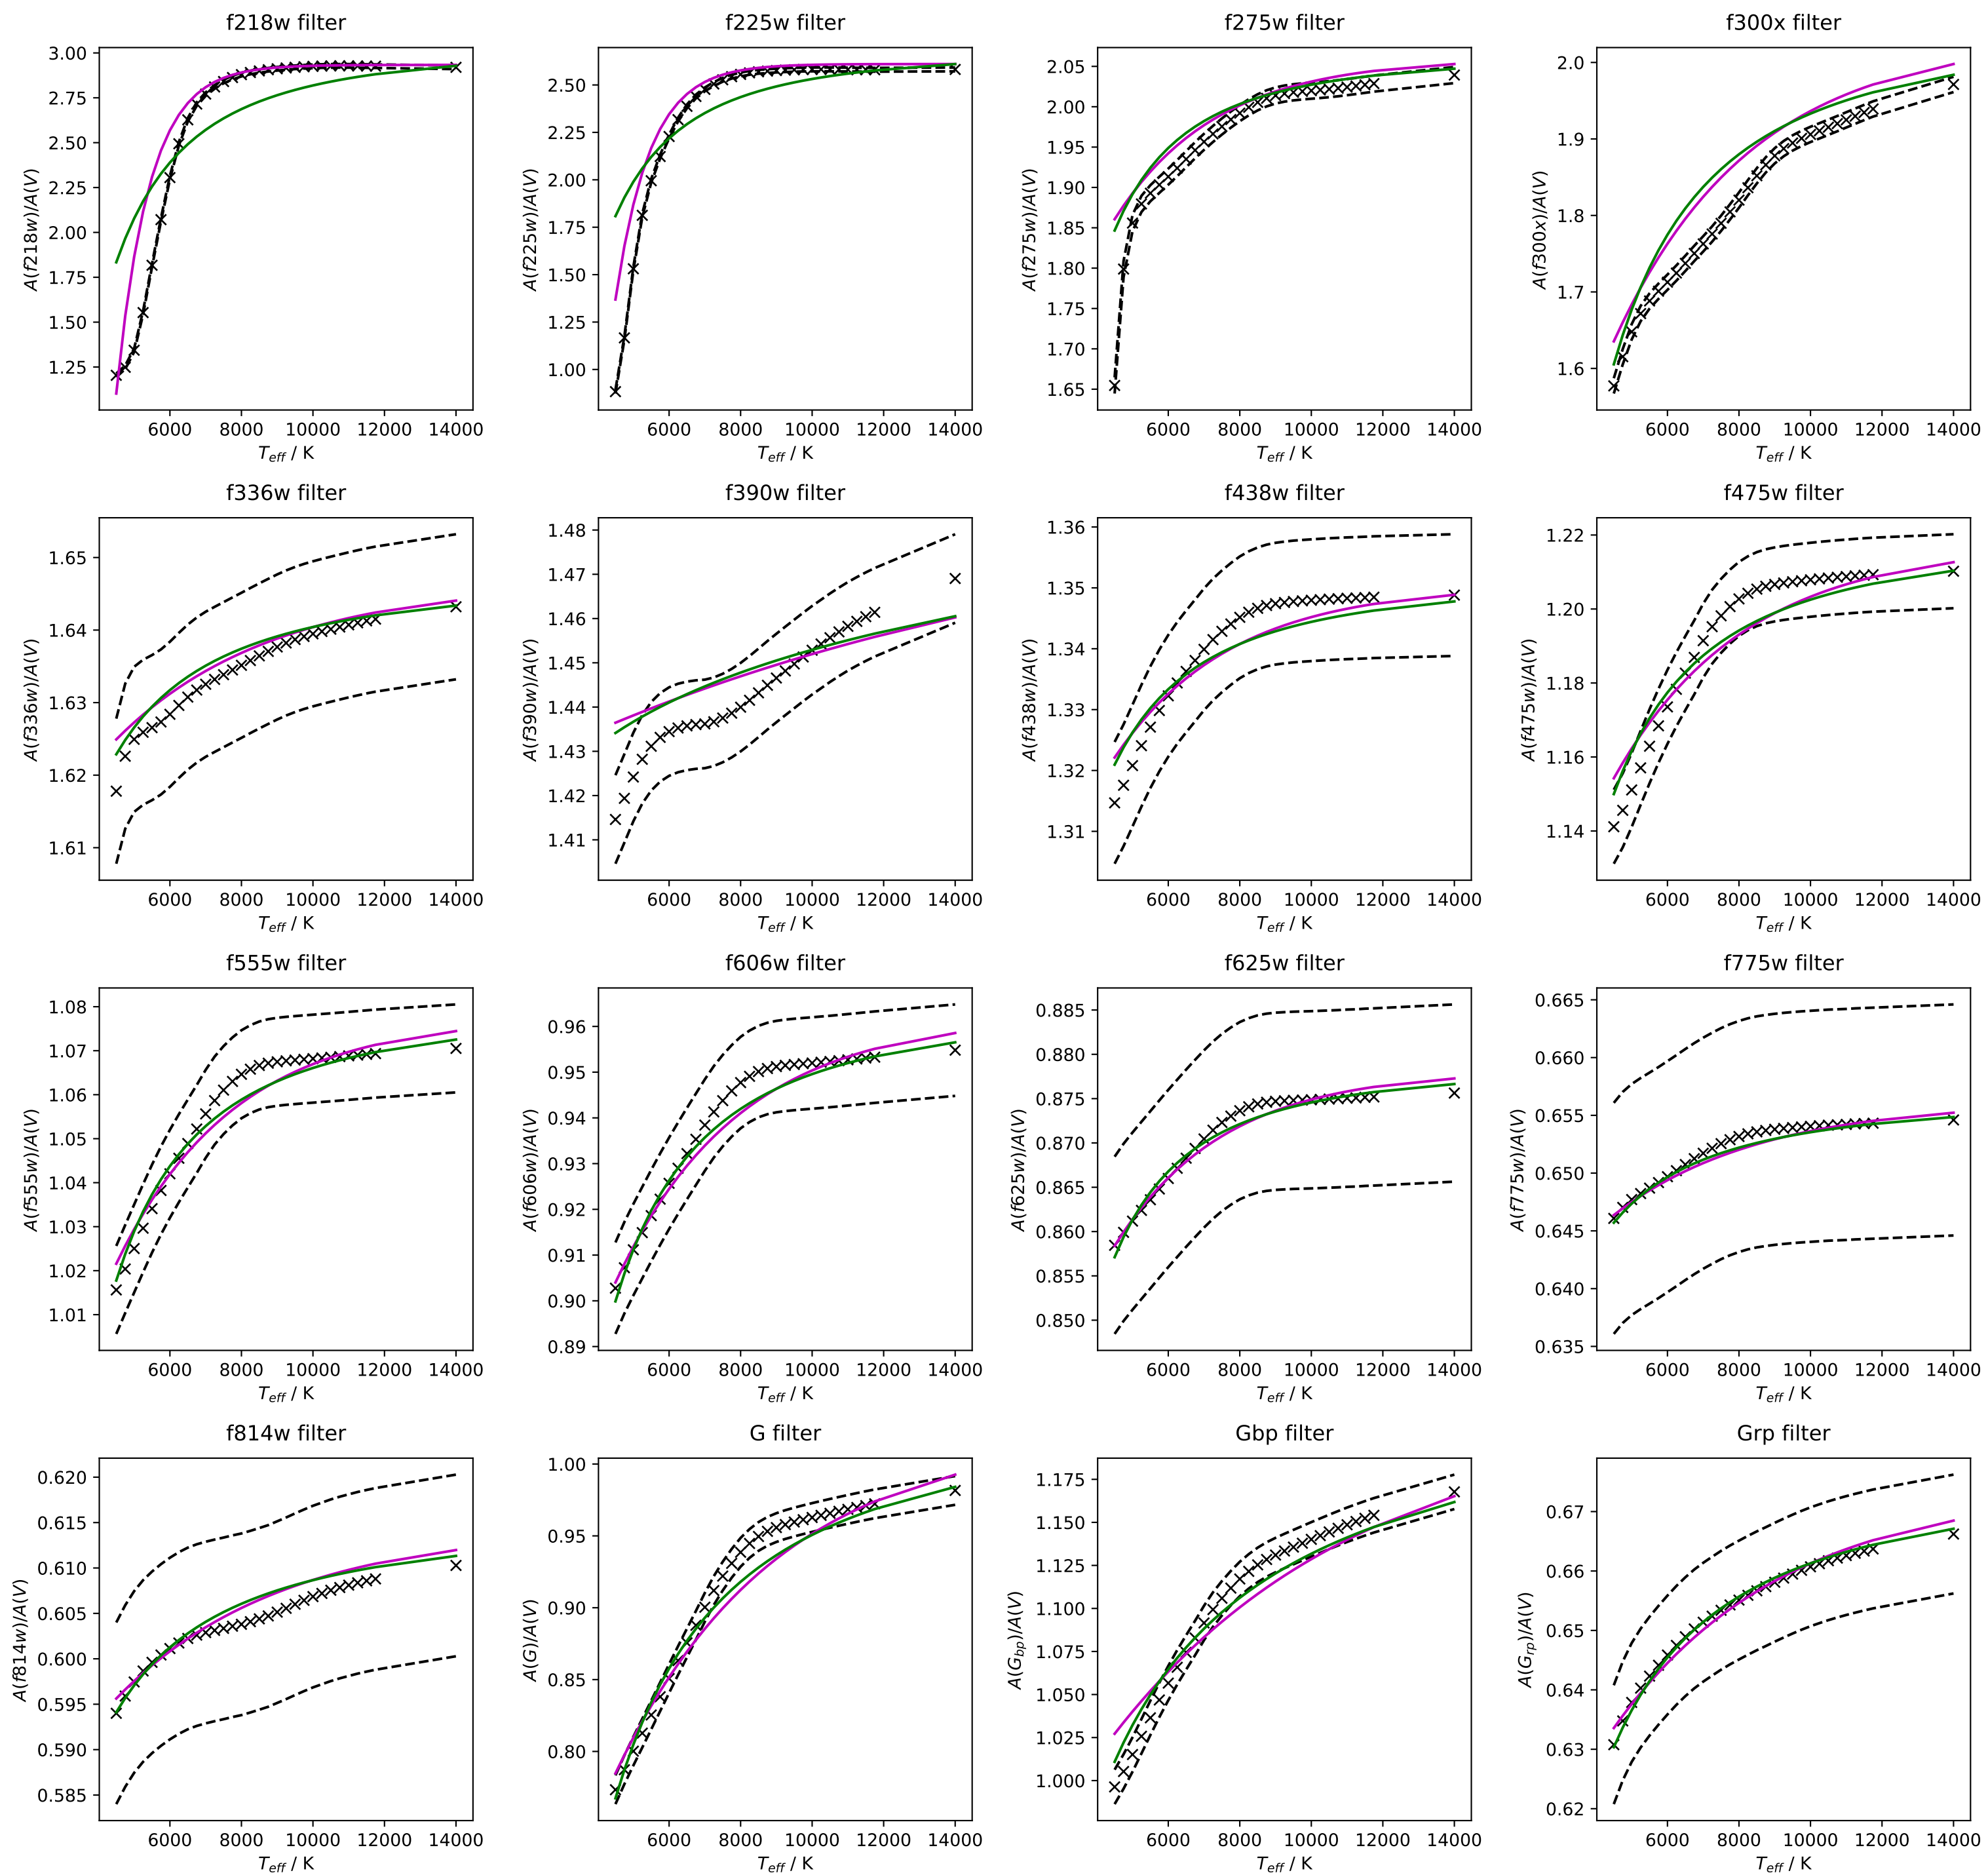 f218w filter
f225w filter
f275w filter
f300x filter
A(f218w)/A(V)
3.00
2.75
2.50
2.25
2.00
1.75
1.50
1.25
6000 8000 10000 12000 14000
T_eff / K
A(f225w)/A(V)
2.50
2.25
2.00
1.75
1.50
1.25
1.00
6000 8000 10000 12000 14000
T_eff / K
A(f275w)/A(V)
2.05
2.00
1.95
1.90
1.85
1.80
1.75
1.70
1.65
6000 8000 10000 12000 14000
T_eff / K
A(f300x)/A(V)
2.0
1.9
1.8
1.7
1.6
6000 8000 10000 12000 14000
T_eff / K
f336w filter
f390w filter
f438w filter
f475w filter
A(f336w)/A(V)
1.65
1.64
1.63
1.62
1.61
6000 8000 10000 12000 14000
T_eff / K
A(f390w)/A(V)
1.48
1.47
1.46
1.45
1.44
1.43
1.42
1.41
6000 8000 10000 12000 14000
T_eff / K
A(f438w)/A(V)
1.36
1.35
1.34
1.33
1.32
1.31
6000 8000 10000 12000 14000
T_eff / K
A(f475w)/A(V)
1.22
1.20
1.18
1.16
1.14
6000 8000 10000 12000 14000
T_eff / K
f555w filter
f606w filter
f625w filter
f775w filter
A(f555w)/A(V)
1.08
1.07
1.06
1.05
1.04
1.03
1.02
1.01
6000 8000 10000 12000 14000
T_eff / K
A(f606w)/A(V)
0.96
0.95
0.94
0.93
0.92
0.91
0.90
0.89
6000 8000 10000 12000 14000
T_eff / K
A(f625w)/A(V)
0.885
0.880
0.875
0.870
0.865
0.860
0.855
0.850
6000 8000 10000 12000 14000
T_eff / K
A(f775w)/A(V)
0.665
0.660
0.655
0.650
0.645
0.640
0.635
6000 8000 10000 12000 14000
T_eff / K
f814w filter
G filter
Gbp filter
Grp filter
A(f814w)/A(V)
0.620
0.615
0.610
0.605
0.600
0.595
0.590
0.585
6000 8000 10000 12000 14000
T_eff / K
A(G)/A(V)
1.00
0.95
0.90
0.85
0.80
6000 8000 10000 12000 14000
T_eff / K
A(G_bp)/A(V)
1.175
1.150
1.125
1.100
1.075
1.050
1.025
1.000
6000 8000 10000 12000 14000
T_eff / K
A(G_rp)/A(V)
0.67
0.66
0.65
0.64
0.63
0.62
6000 8000 10000 12000 14000
T_eff / K